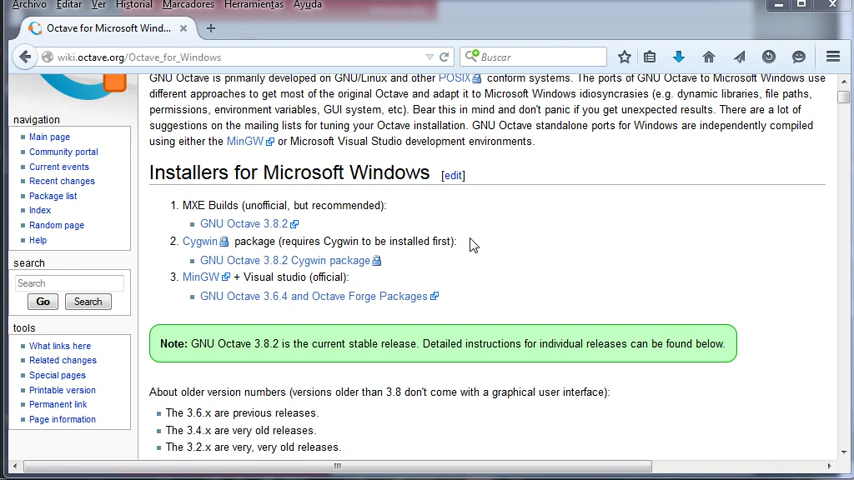 Archivo Editar Ver Historial Marcadores Herramientas Ayuda
Octave for Microsoft Wind...
wiki.octave.org/Octave_for_Windows
Buscar
GNU Octave is primarily developed on GNU/Linux and other POSIX conform systems. The ports of GNU Octave to Microsoft Windows use
different approaches to get most of the original Octave and adapt it to Microsoft Windows idiosyncrasies (e.g. dynamic libraries, file paths,
permissions, environment variables, GUI system, etc). Bear this in mind and don't panic if you get unexpected results. There are a lot of
suggestions on the mailing lists for tuning your Octave installation. GNU Octave standalone ports for Windows are independently compiled
using either the MinGW or Microsoft Visual Studio development environments.
navigation
Main page
Community portal
Current events
Recent changes
Package list
Index
Random page
Help
search
Search
Go Search
tools
What links here
Related changes
Special pages
Printable version
Permanent link
Page information
Installers for Microsoft Windows [edit]
1. MXE Builds (unofficial, but recommended):
GNU Octave 3.8.2
2. Cygwin package (requires Cygwin to be installed first):
GNU Octave 3.8.2 Cygwin package
3. MinGW + Visual studio (official):
GNU Octave 3.6.4 and Octave Forge Packages
Note: GNU Octave 3.8.2 is the current stable release. Detailed instructions for individual releases can be found below.
About older version numbers (versions older than 3.8 don't come with a graphical user interface):
The 3.6.x are previous releases.
The 3.4.x are very old releases.
The 3.2.x are very, very old releases.